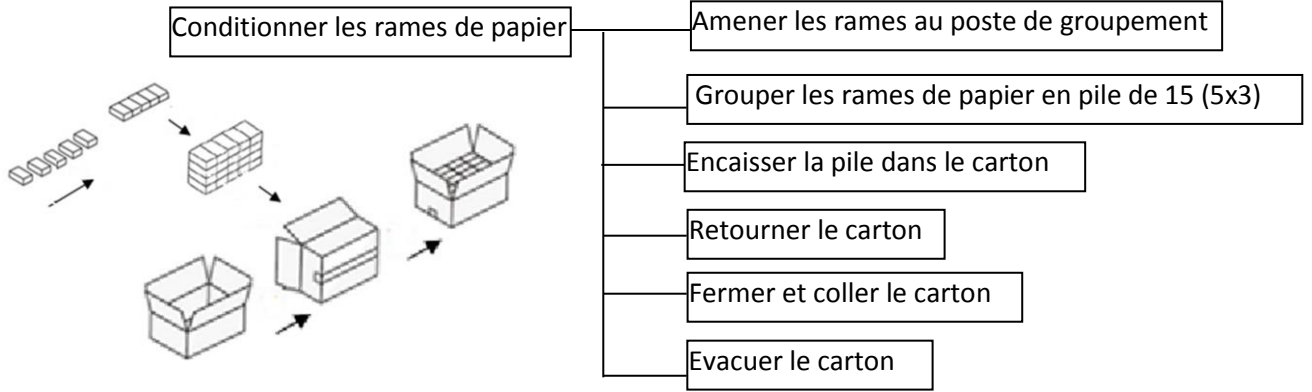 Conditionner les rames de papier
Amener les rames au poste de groupement
Grouper les rames de papier en pile de 15 (5x3)
Encaisser la pile dans le carton
Retourner le carton
Fermer et coller le carton
Evacuer le carton